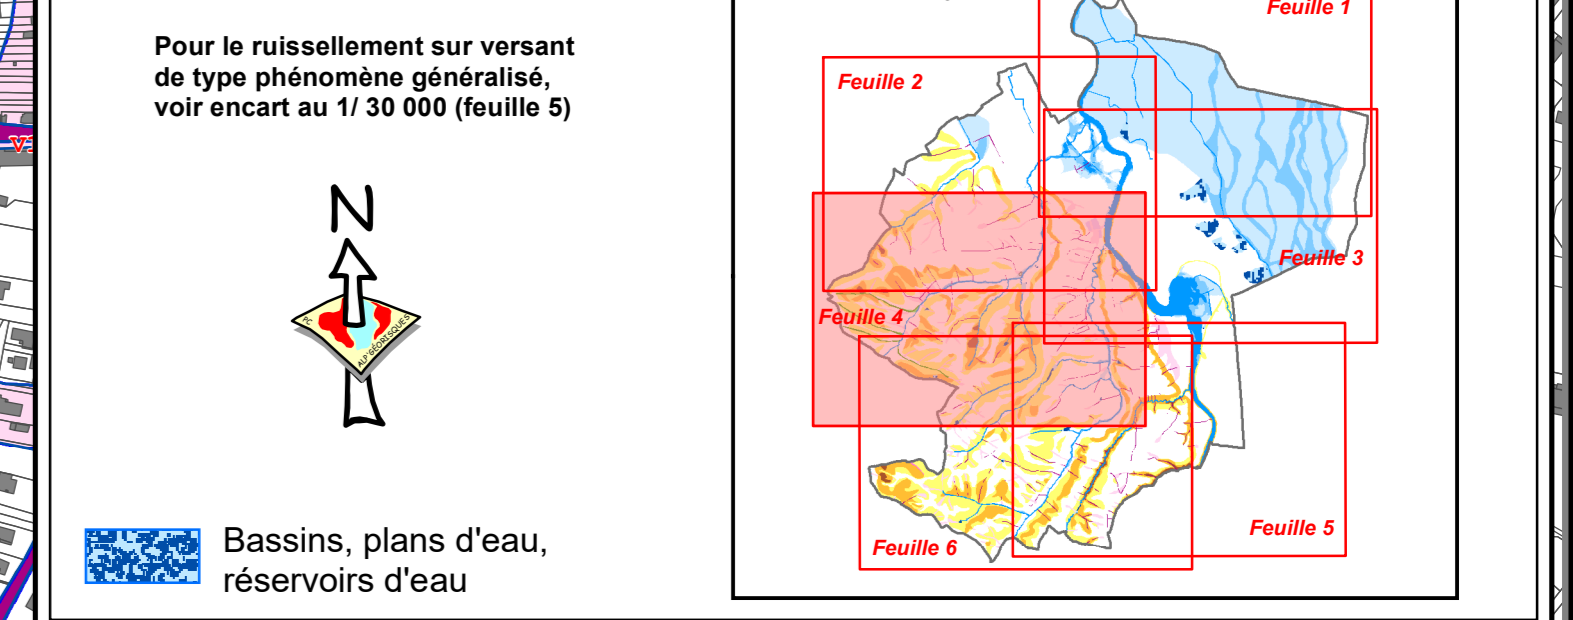 Pour le ruissellement sur versant
de type phénomène généralisé,
voir encart au 1/ 30 000 (feuille 5)
N
ALP'GÉORISQUES
Bassins, plans d'eau,
réservoirs d'eau
Feuille 1
Feuille 2
Feuille 3
Feuille 4
Feuille 5
Feuille 6